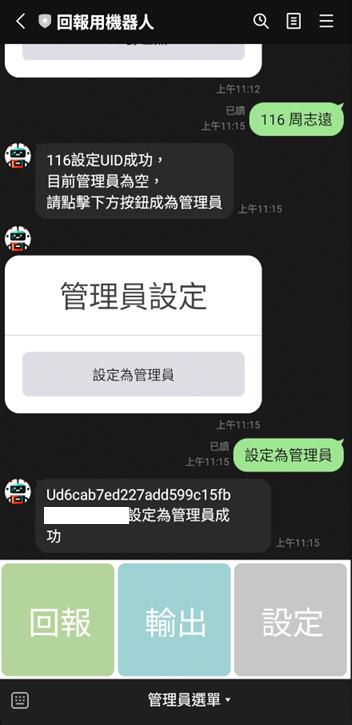 回報用機器人
上午11:12
已讀
上午11:15
116 周志遠
116設定UID成功，
目前管理員為空，
請點擊下方按鈕成為管理員
上午11:15
管理員設定
設定為管理員
上午11:15
已讀
上午11:15
設定為管理員
Ud6cab7ed227add599c15fb
設定為管理員成
功
上午11:15
回報
輸出
設定
管理員選單